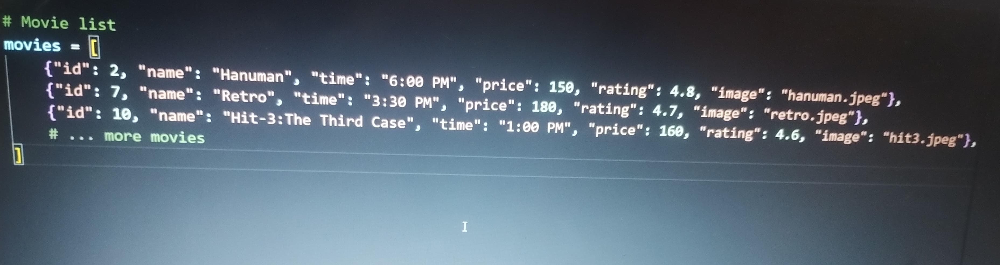 # Movie list
movies = [
{"id": 2, "name": "Hanuman", "time": "6:00 PM", "price": 150, "rating": 4.8, "image": "hanuman.jpeg"},
{"id": 7, "name": "Retro", "time": "3:30 PM", "price": 180, "rating": 4.7, "image": "retro.jpeg"},
{"id": 10, "name": "Hit-3:The Third Case", "time": "1:00 PM", "price": 160, "rating": 4.6, "image": "hit3.jpeg"},
# ... more movies
]